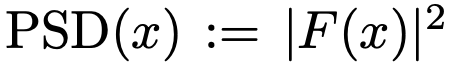 PSD(x) := |F(x)|²